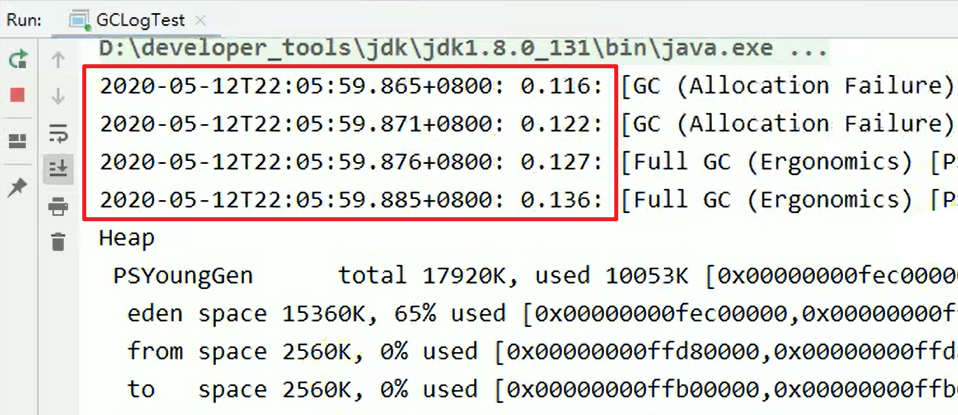 Run: GCLogTest
D:\developer_tools\jdk\jdk1.8.0_131\bin\java.exe ...
2020-05-12T22:05:59.865+0800: 0.116: [GC (Allocation Failure)
2020-05-12T22:05:59.871+0800: 0.122: [GC (Allocation Failure)
2020-05-12T22:05:59.876+0800: 0.127: [Full GC (Ergonomics) [P
2020-05-12T22:05:59.885+0800: 0.136: [Full GC (Ergonomics) [P
Heap
PSYoungGen total 17920K, used 10053K [0x00000000fec0000
eden space 15360K, 65% used [0x00000000fec00000,0x00000000f
from space 2560K, 0% used [0x00000000ffd80000,0x00000000ffd
to space 2560K, 0% used [0x00000000ffb00000,0x00000000ffb